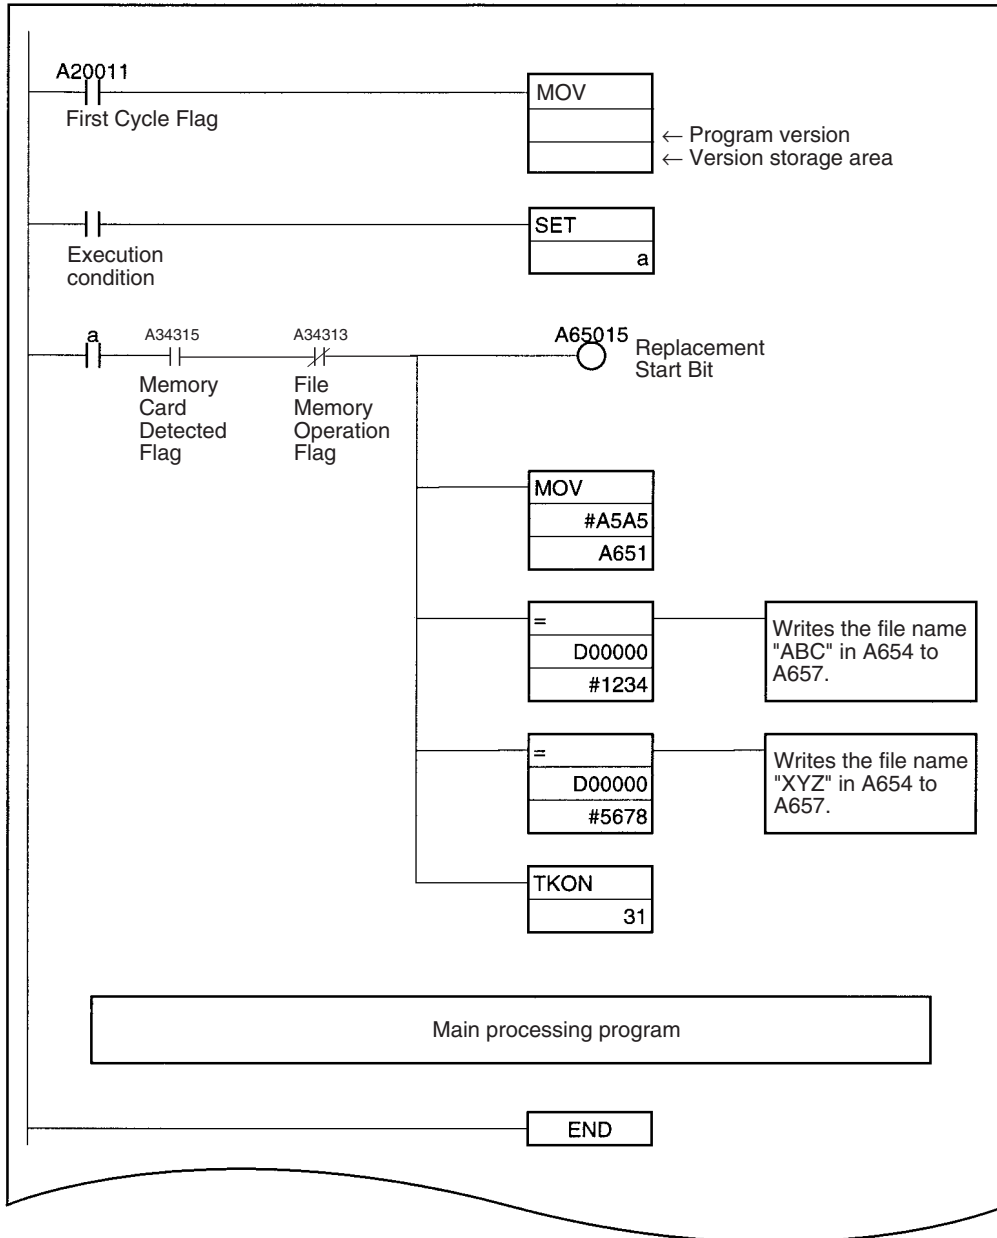 A20011
First Cycle Flag
MOV
← Program version
← Version storage area
Execution
condition
SET
a
a
A34315
A34313
A65015
Replacement
Start Bit
Memory
Card
Detected
Flag
File
Memory
Operation
Flag
MOV
#A5A5
A651
=
D00000
#1234
Writes the file name
"ABC" in A654 to
A657.
=
D00000
#5678
Writes the file name
"XYZ" in A654 to
A657.
TKON
31
Main processing program
END